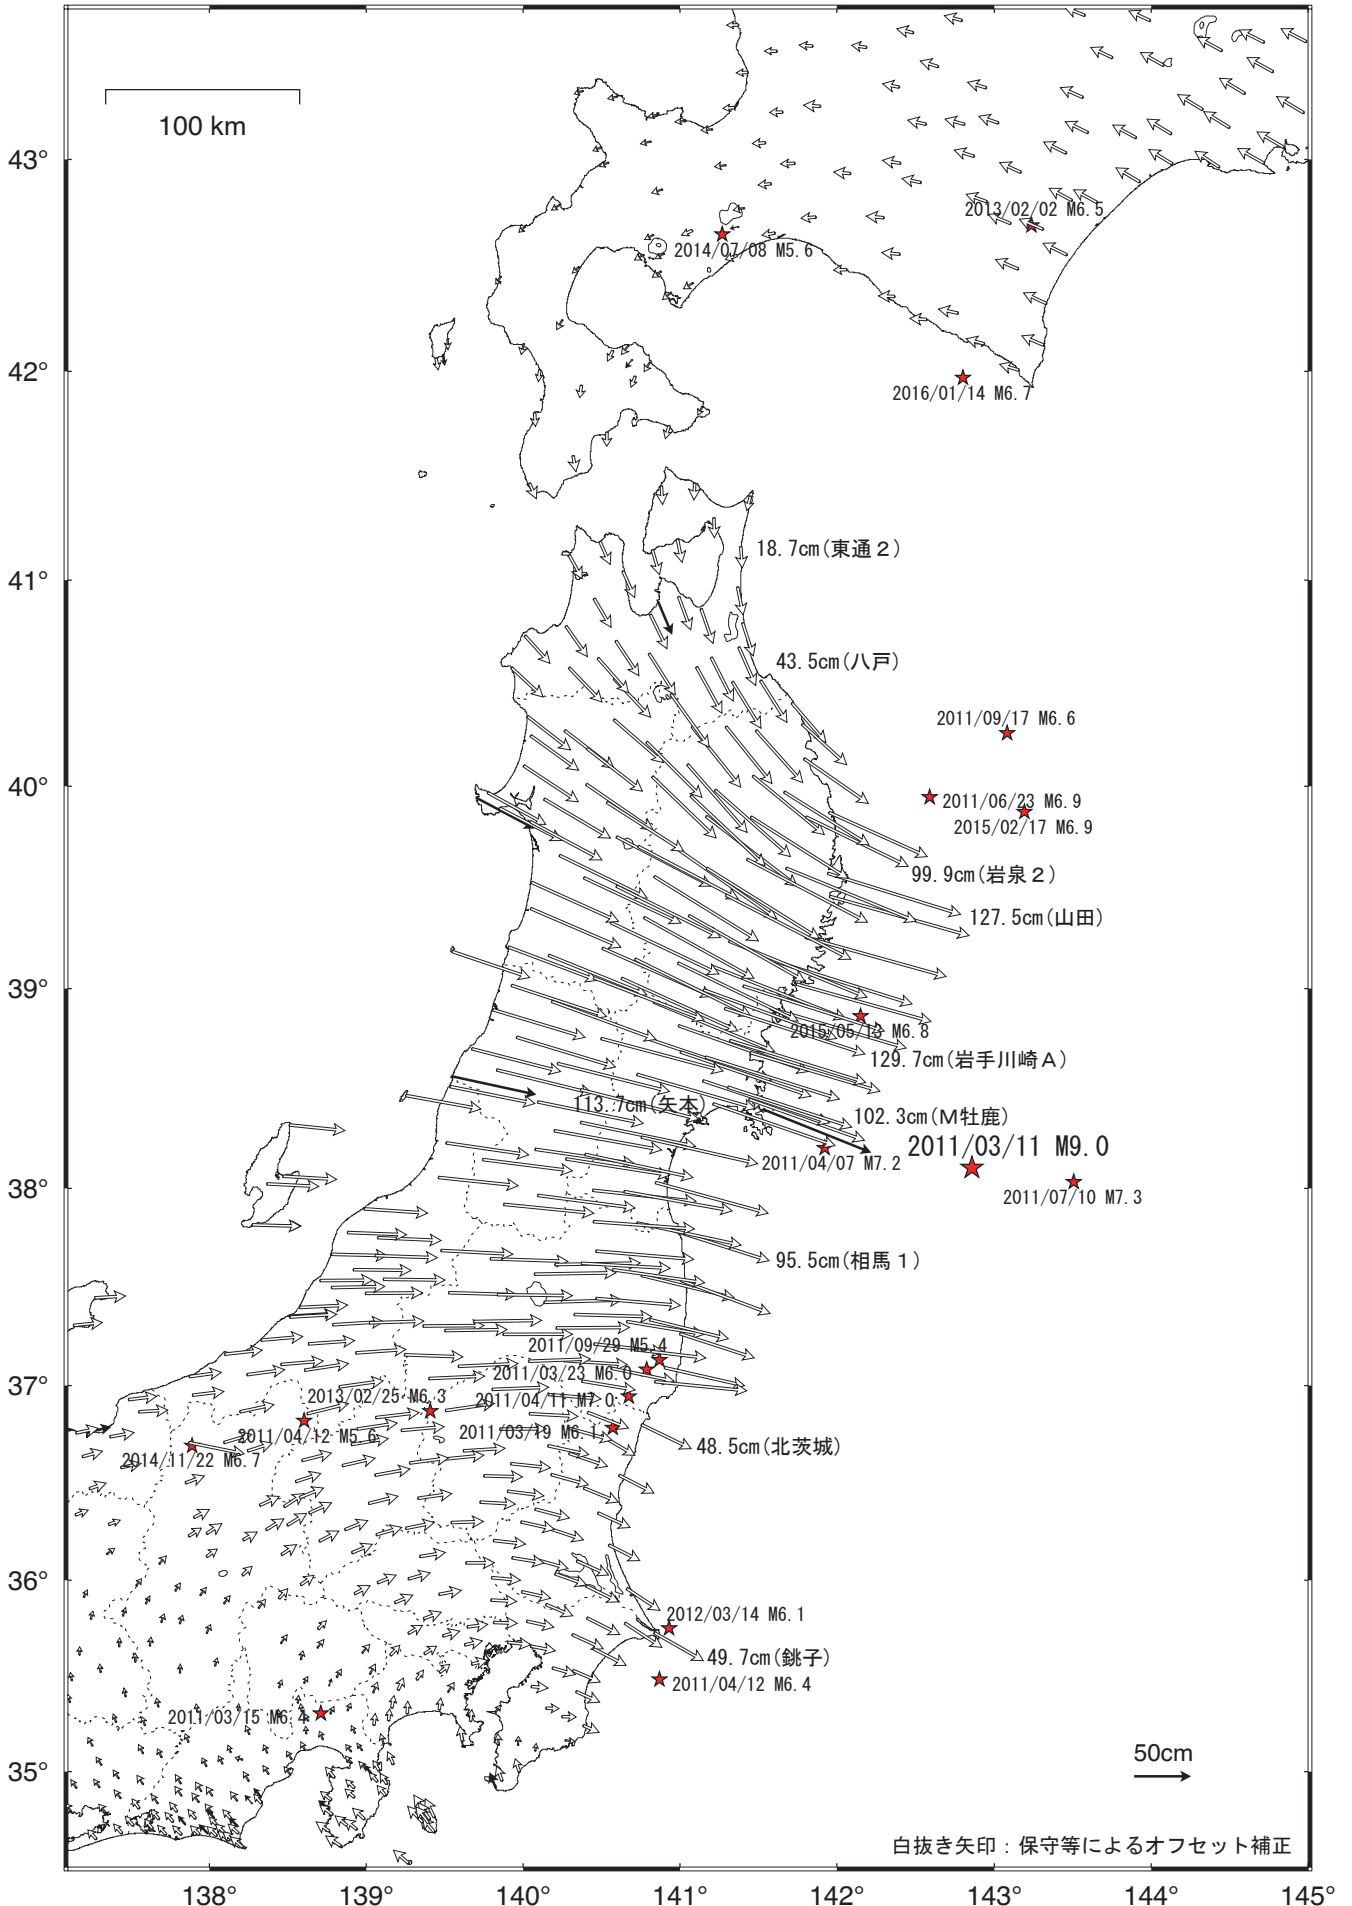 100 km
43°
2013/02/02 M6.5
2014/07/08 M5.6
42°
2016/01/14 M6.7
18.7cm(東通２)
41°
43.5cm(八戸)
2011/09/17 M6.6
40°
2011/06/23 M6.9
2015/02/17 M6.9
99.9cm(岩泉２)
127.5cm(山田)
39°
2015/05/13 M6.8
129.7cm(岩手川崎Ａ)
113.7cm(矢本)
102.3cm(Ｍ牡鹿)
2011/03/11 M9.0
2011/04/07 M7.2
38°
2011/07/10 M7.3
95.5cm(相馬１)
2011/09/29 M5.4
2011/03/23 M6.0
37°
2013/02/25 M6.3
2011/04/11 M7.0
2011/04/12 M5.6
2011/03/19 M6.1
48.5cm(北茨城)
2014/11/22 M6.7
36°
2012/03/14 M6.1
49.7cm(銚子)
2011/04/12 M6.4
2011/03/15 M6.4
50cm
35°
白抜き矢印：保守等によるオフセット補正
138°
139°
140°
141°
142°
143°
144°
145°